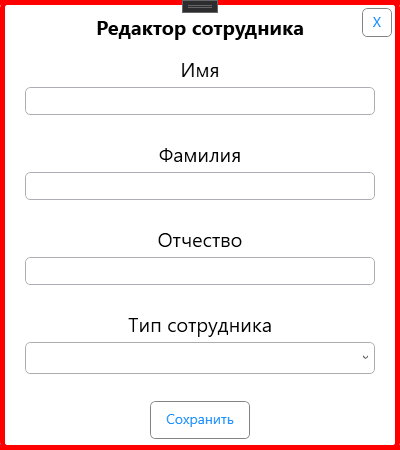 Редактор сотрудника
X
Имя
Фамилия
Отчество
Тип сотрудника
Сохранить